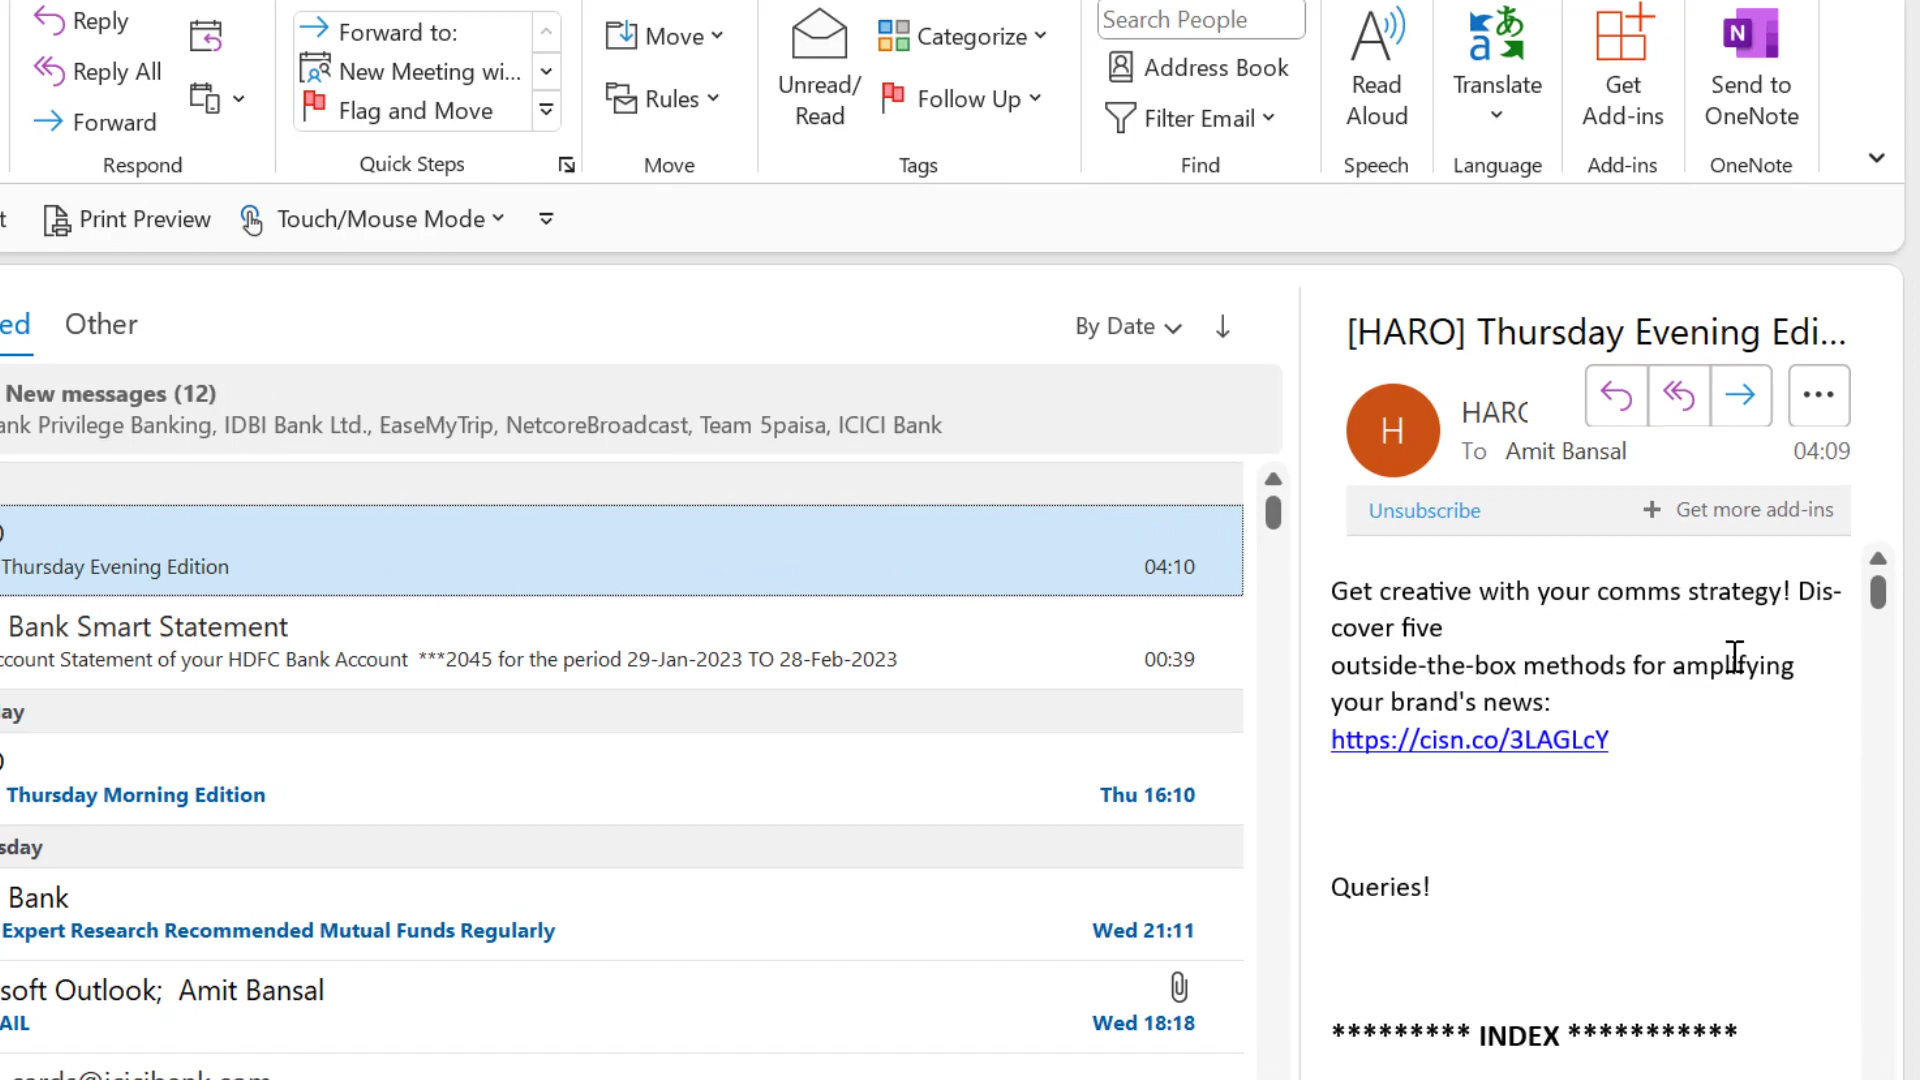 Reply
Reply All
Forward
Respond
Forward to:
New Meeting wi...
Flag and Move
Quick Steps
Move
Rules
Move
Unread/
Read
Categorize
Follow Up
Tags
Search People
Address Book
Filter Email
Find
Read
Aloud
Speech
Translate
Language
Get
Add-ins
Add-ins
N
Send to
OneNote
OneNote
t
Print Preview
Touch/Mouse Mode
ed
Other
By Date
New messages (12)
ank Privilege Banking, IDBI Bank Ltd., EaseMyTrip, NetcoreBroadcast, Team 5paisa, ICICI Bank
Thursday Evening Edition
04:10
Bank Smart Statement
ccount Statement of your HDFC Bank Account ***2045 for the period 29-Jan-2023 TO 28-Feb-2023
00:39
ay
Thursday Morning Edition
Thu 16:10
sday
Bank
Expert Research Recommended Mutual Funds Regularly
Wed 21:11
soft Outlook; Amit Bansal
AIL
Wed 18:18
[HARO] Thursday Evening Edi...
H
HARO
To Amit Bansal
04:09
Unsubscribe
+ Get more add-ins
Get creative with your comms strategy! Dis-
cover five
outside-the-box methods for amplifying
your brand's news:
https://cisn.co/3LAGLcY
Queries!
********* INDEX ***********